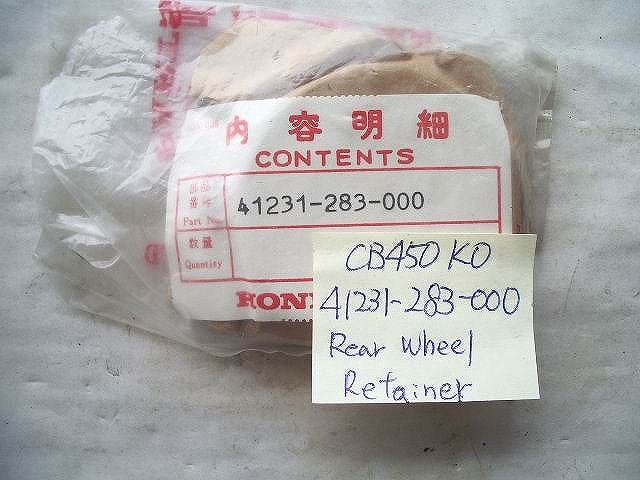 内容明細
CONTENTS
部品番号
Part No.
41231-283-000
数量
Quantity
CB450 K0
41231-283-000
Rear Wheel
Retainer